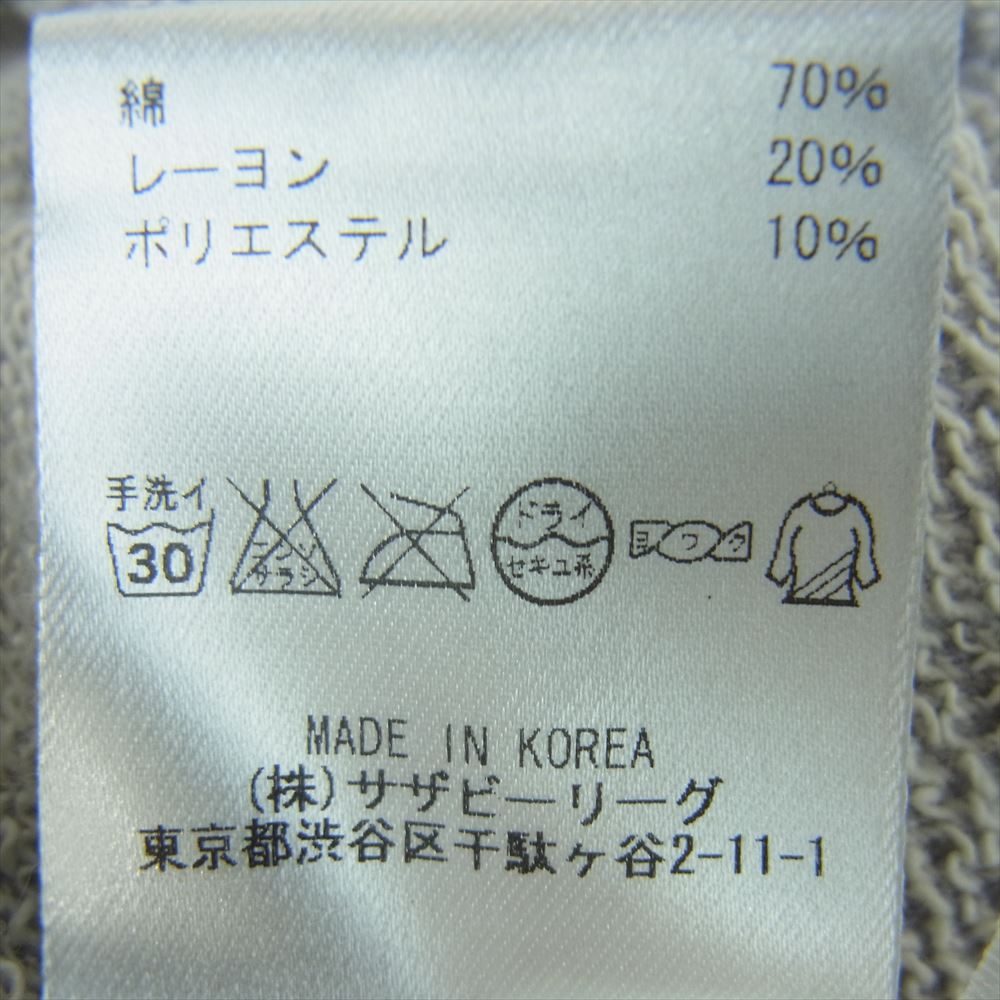 綿 70%
レーヨン 20%
ポリエステル 10%
手洗イ
30
エンソ
サラシ
ドライ
セキユ系
ヨワク
MADE IN KOREA
(株)サザビーリーグ
東京都渋谷区千駄ヶ谷2-11-1